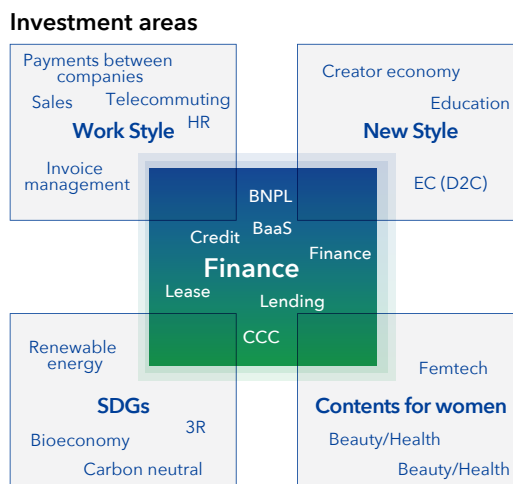 Investment areas
Payments between
companies
Sales
Telecommuting
HR
Work Style
Invoice
management
Creator economy
Education
New Style
EC (D2C)
BNPL
BaaS
Credit
Finance
Finance
Lease
Lending
CCC
Renewable
energy
SDGs
3R
Bioeconomy
Carbon neutral
Femtech
Contents for women
Beauty/Health
Beauty/Health